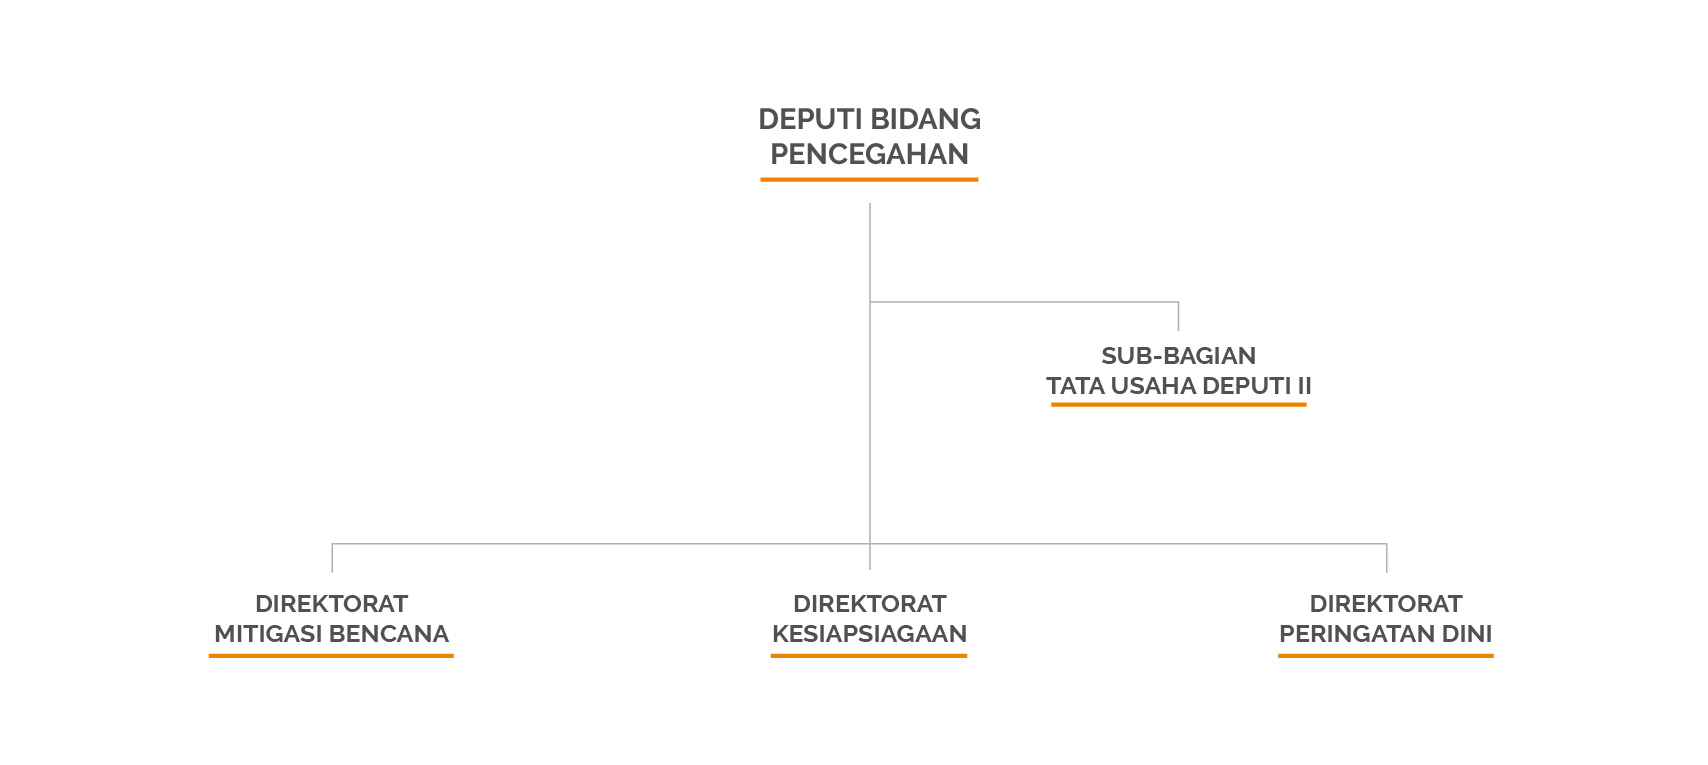 DEPUTI BIDANG
PENCEGAHAN
SUB-BAGIAN
TATA USAHA DEPUTI II
DIREKTORAT
MITIGASI BENCANA
DIREKTORAT
KESIAPSIAGAAN
DIREKTORAT
PERINGATAN DINI